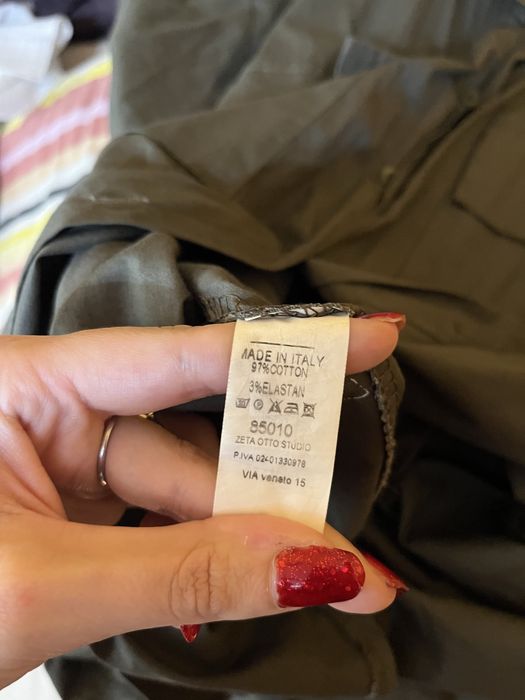 MADE IN ITALY
97%COTTON
3%ELASTAN
85010
ZETA OTTO STUDIO
P.IVA 02401330978
VIA veneto 15